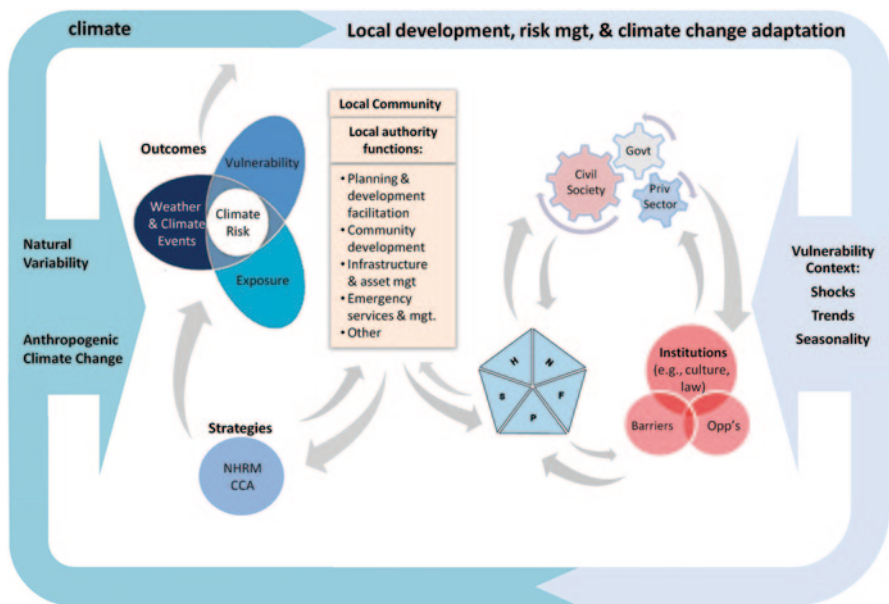 climate
Local development, risk mgt, & climate change adaptation
Outcomes
Vulnerability
Weather
& Climate
Events
Climate
Risk
Exposure
Natural
Variability
Anthropogenic
Climate Change
Local Community
Local authority
functions:
• Planning &
development
facilitation
• Community
development
• Infrastructure
& asset mgt
• Emergency
services & mgt.
• Other
Govt
Civil
Society
Priv
Sector
Vulnerability
Context:
Shocks
Trends
Seasonality
H
N
S
F
P
Institutions
(e.g., culture,
law)
Barriers
Opp's
Strategies
NHRM
CCA